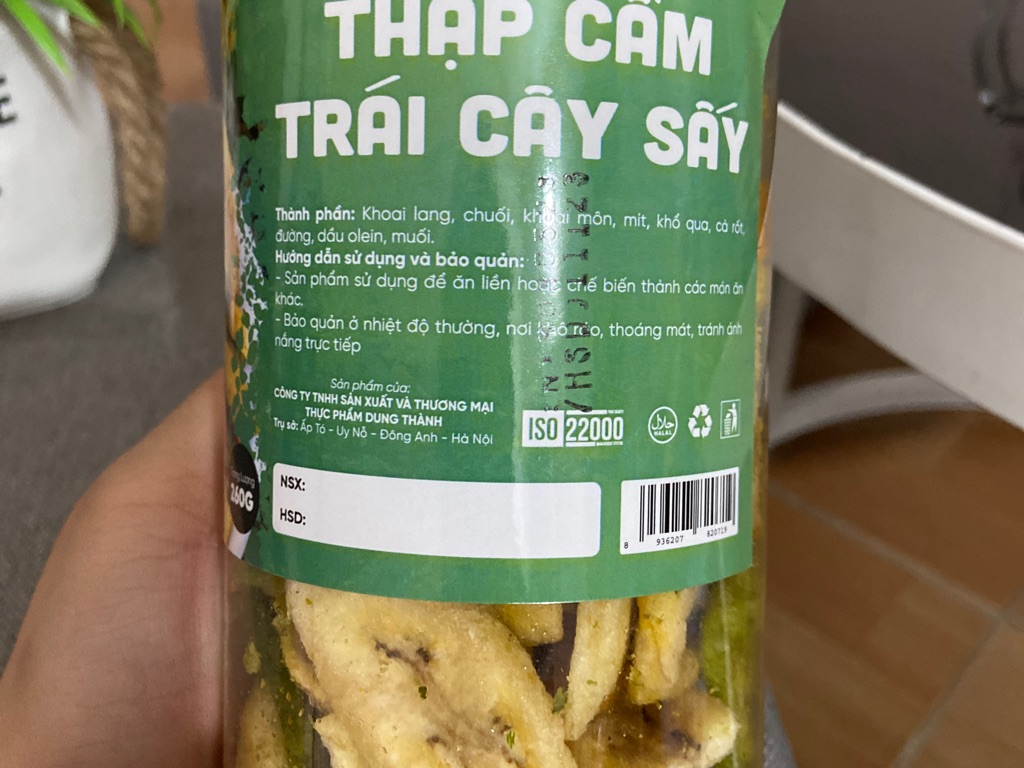 THẬP CẨM
TRÁI CÂY SẤY
Thành phần: Khoai lang, chuối, khoai môn, mít, khổ qua, cà rốt,
đường, dầu olein, muối.
Hướng dẫn sử dụng và bảo quản:
- Sản phẩm sử dụng để ăn liền hoặc chế biến thành các món ăn
khác.
- Bảo quản ở nhiệt độ thường, nơi khô ráo, thoáng mát, tránh ánh
nắng trực tiếp
Sản phẩm của:
CÔNG TY TNHH SẢN XUẤT VÀ THƯƠNG MẠI
THỰC PHẨM DUNG THÀNH
Trụ sở: Ấp Tó - Uy Nỗ - Đông Anh - Hà Nội
ISO 22000
HALAL
260G
NSX:
HSD:
8 936207 820719